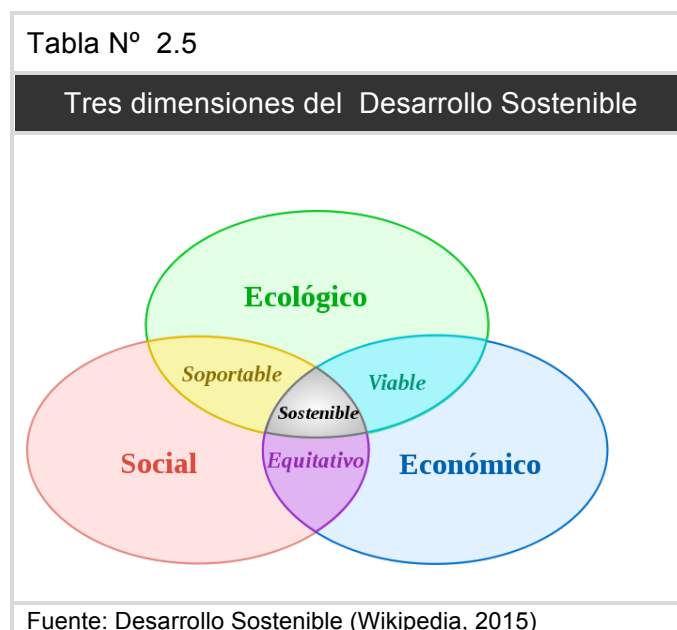 Tabla Nº 2.5
Tres dimensiones del Desarrollo Sostenible
Ecológico
Soportable
Viable
Sostenible
Social
Equitativo
Económico
Fuente: Desarrollo Sostenible (Wikipedia, 2015)